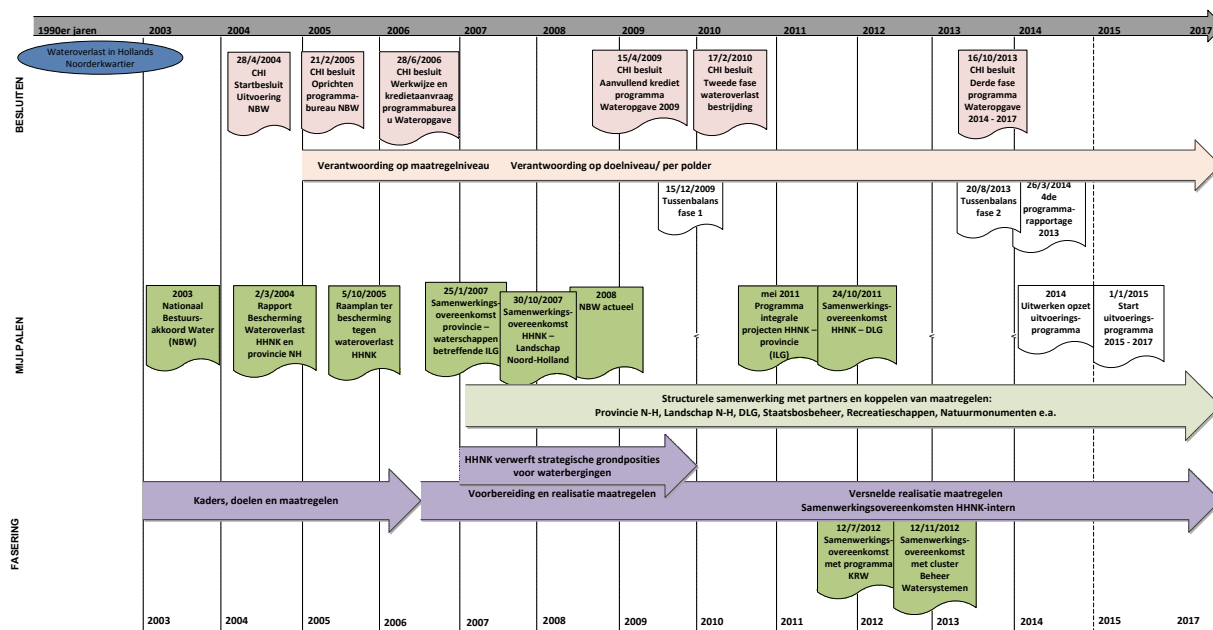 1990er jaren 2003 2004 2005 2006 2007 2008 2009 2010 2011 2012 2013 2014 2015 2017
Wateroverlast in Hollands
Noorderkwartier
BESLUITEN
28/4/2004
CHI
Startbesluit
Uitvoering
NBW
21/2/2005
CHI besluit
Oprichten
programma-
bureau NBW
28/6/2006
CHI besluit
Werkwijze en
kredietaanvraag
programmaburea
u Wateropgave
15/4/2009
CHI besluit
Aanvullend krediet
programma
Wateropgave 2009
17/2/2010
CHI besluit
Tweede fase
wateroverlast
bestrijding
16/10/2013
CHI besluit
Derde fase
programma
Wateropgave
2014 - 2017
Verantwoording op maatregelniveau Verantwoording op doelniveau/ per polder
15/12/2009
Tussenbalans
fase 1
20/8/2013
Tussenbalans
fase 2
26/3/2014
4de
programma-
rapportage
2013
MIJLPALEN
2003
Nationaal
Bestuurs-
akkoord Water
(NBW)
2/3/2004
Rapport
Bescherming
Wateroverlast
HHNK en
provincie NH
5/10/2005
Raamplan ter
bescherming
tegen
wateroverlast
HHNK
25/1/2007
Samenwerkings-
overeenkomst
provincie –
waterschappen
betreffende ILG
30/10/2007
Samenwerkings-
overeenkomst
HHNK –
Landschap
Noord-Holland
2008
NBW actueel
mei 2011
Programma
integrale
projecten HHNK –
provincie
(ILG)
24/10/2011
Samenwerkings-
overeenkomst
HHNK – DLG
2014
Uitwerken opzet
uitvoerings-
programma
1/1/2015
Start
uitvoerings-
programma
2015 - 2017
Structurele samenwerking met partners en koppelen van maatregelen:
Provincie N-H, Landschap N-H, DLG, Staatsbosbeheer, Recreatieschappen, Natuurmonumenten e.a.
HHNK verwerft strategische grondposities
voor waterbergingen
FASERING
Kaders, doelen en maatregelen
Voorbereiding en realisatie maatregelen
Versnelde realisatie maatregelen
Samenwerkingsovereenkomsten HHNK-intern
12/7/2012
Samenwerkings-
overeenkomst
met programma
KRW
12/11/2012
Samenwerkings-
overeenkomst
met cluster
Beheer
Watersystemen
2003 2004 2005 2006 2007 2008 2009 2010 2011 2012 2013 2014 2015 2017